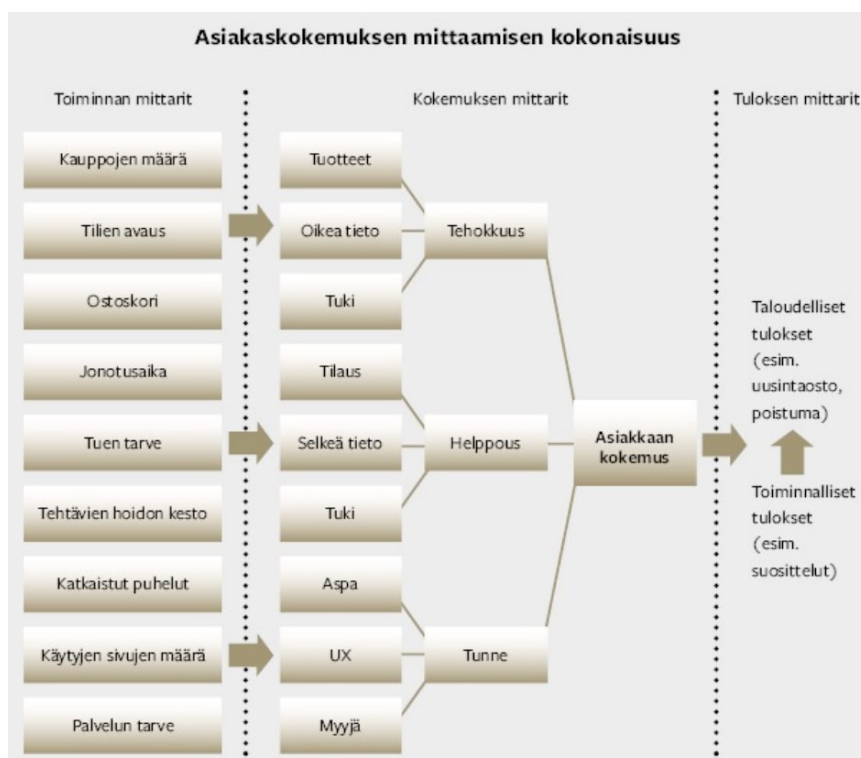 Asiakaskokemuksen mittaamisen kokonaisuus
Toiminnan mittarit
Kauppojen määrä
Tilien avaus
Ostoskori
Jonotusaika
Tuen tarve
Tehtävien hoidon kesto
Katkaistut puhelut
Käytyjen sivujen määrä
Palvelun tarve
Kokemuksen mittarit
Tuotteet
Oikea tieto
Tuki
Tilaus
Selkeä tieto
Tuki
Aspa
UX
Myyjä
Tehokkuus
Helppous
Tunne
Asiakkaan
kokemus
Tuloksen mittarit
Taloudelliset
tulokset
(esim.
uusintaosto,
poistuma)
Toiminnalliset
tulokset
(esim.
suosittelut)